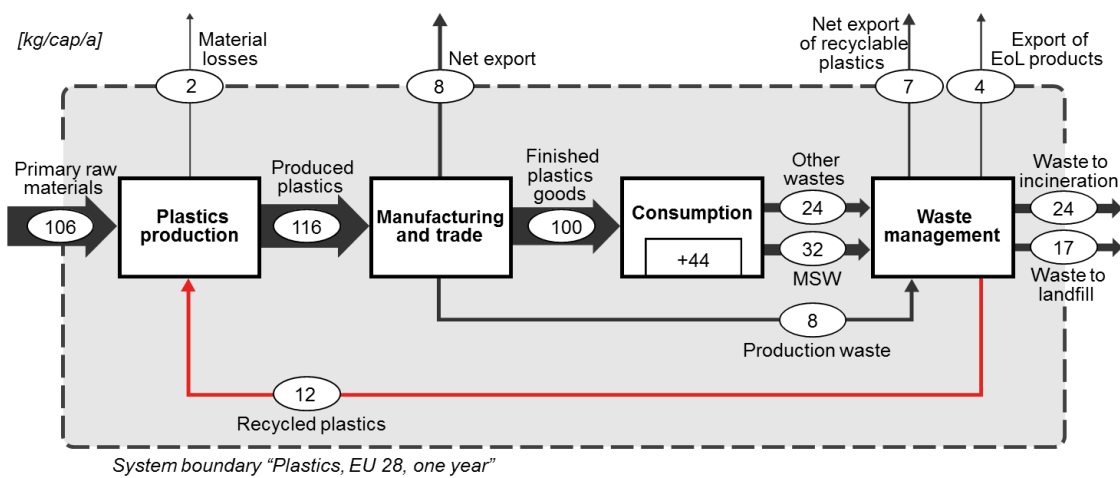 [kg/cap/a]
Material
losses
2
Net export
8
Net export
of recyclable
plastics
7
Export of
EoL products
4
Primary raw
materials
106
Plastics
production
Produced
plastics
116
Manufacturing
and trade
Finished
plastics
goods
100
Consumption
+44
Other
wastes
24
32
MSW
Waste
management
Waste to
incineration
24
17
Waste to
landfill
8
Production waste
12
Recycled plastics
System boundary “Plastics, EU 28, one year”